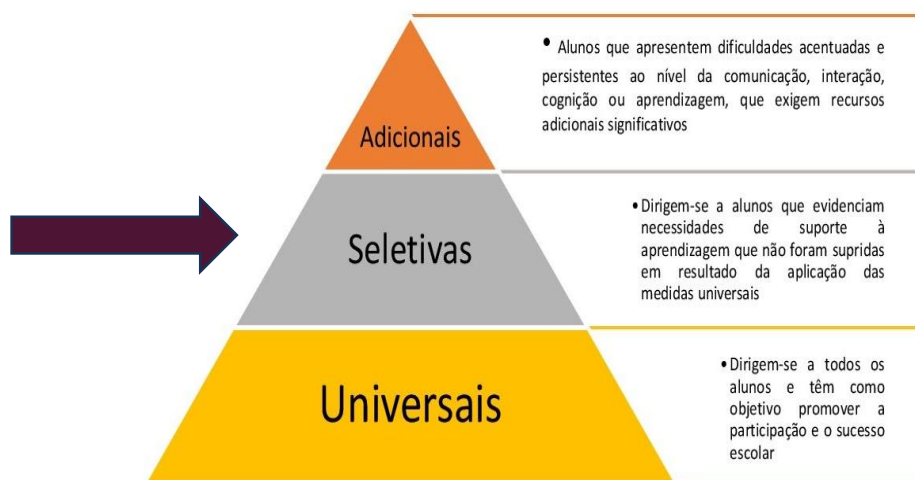 • Alunos que apresentem dificuldades acentuadas e
persistentes ao nível da comunicação, interação,
cognição ou aprendizagem, que exigem recursos
adicionais significativos
Adicionais
•Dirigem-se a alunos que evidenciam
necessidades de suporte à
aprendizagem que não foram supridas
em resultado da aplicação das
medidas universais
Seletivas
•Dirigem-se a todos os
alunos e têm como
objetivo promover a
participação e o sucesso
escolar
Universais